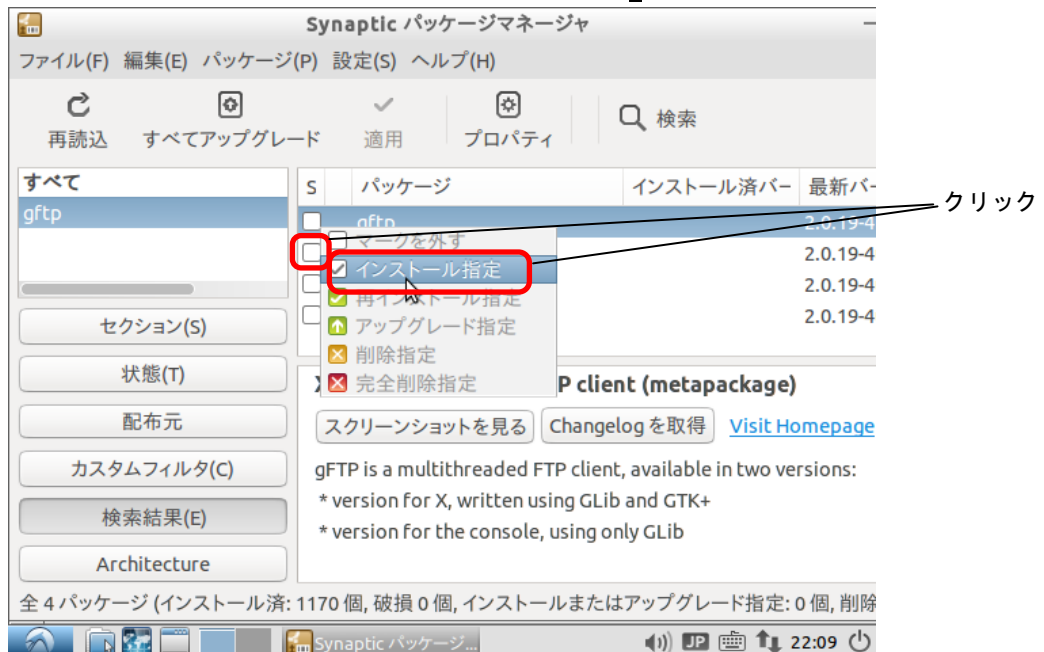 Synaptic パッケージマネージャ
ファイル(F) 編集(E) パッケージ(P) 設定(S) ヘルプ(H)
再読込 すべてアップグレード 適用 プロパティ 検索
すべて
gftp
S パッケージ インストール済バー 最新バー
gftp 2.0.19-4
クリック
マークを外す
2.0.19-4
インストール指定
2.0.19-4
再インストール指定
2.0.19-4
アップグレード指定
削除指定
完全削除指定
セクション(S)
状態(T)
配布元
カスタムフィルタ(C)
検索結果(E)
Architecture
P client (metapackage)
スクリーンショットを見る Changelog を取得 Visit Homepage
gFTP is a multithreaded FTP client, available in two versions:
* version for X, written using GLib and GTK+
* version for the console, using only GLib
全 4 パッケージ (インストール済: 1170 個, 破損 0 個, インストールまたはアップグレード指定: 0 個, 削除
Synaptic パッケージ... JP 22:09